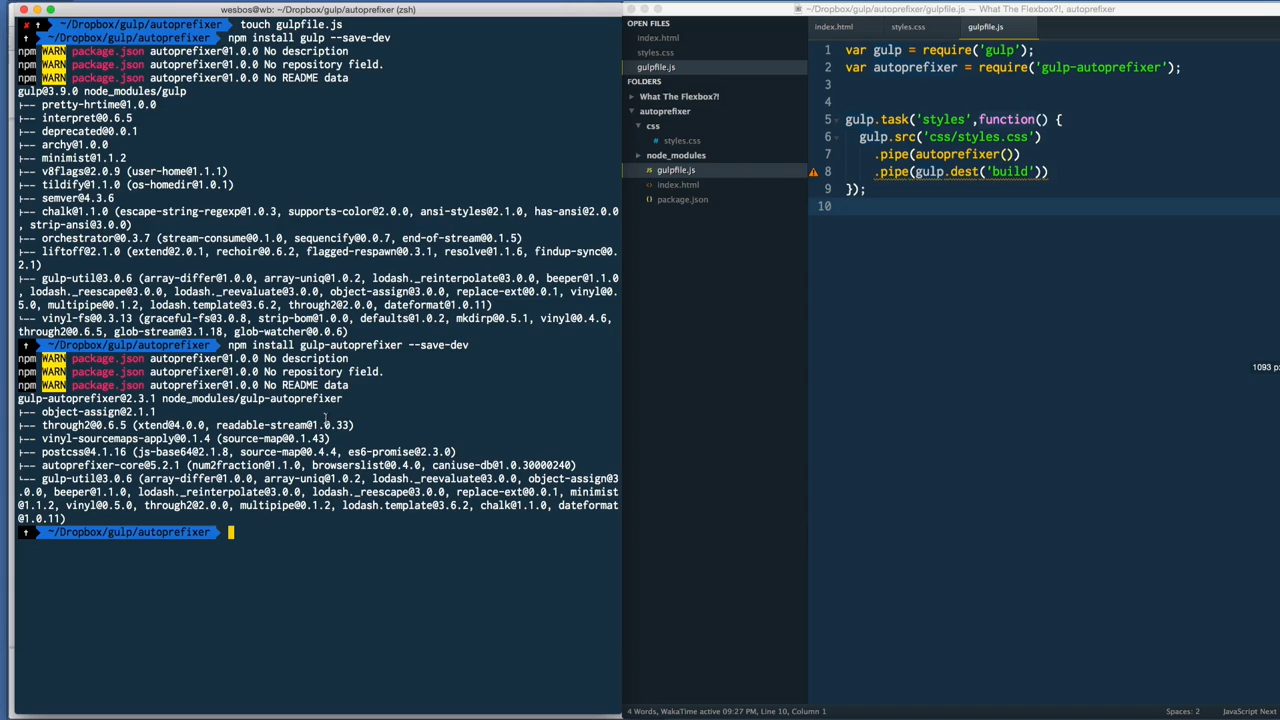 wesbos@wb: ~/Dropbox/gulp/autoprefixer (zsh)
✗ † ~/Dropbox/gulp/autoprefixer touch gulpfile.js
† ~/Dropbox/gulp/autoprefixer npm install gulp --save-dev
npm WARN package.json autoprefixer@1.0.0 No description
npm WARN package.json autoprefixer@1.0.0 No repository field.
npm WARN package.json autoprefixer@1.0.0 No README data
gulp@3.9.0 node_modules/gulp
├── pretty-hrtime@1.0.0
├── interpret@0.6.5
├── deprecated@0.0.1
├── archy@1.0.0
├── minimist@1.1.2
├── v8flags@2.0.9 (user-home@1.1.1)
├── tildify@1.1.0 (os-homedir@1.0.1)
├── semver@4.3.6
├── chalk@1.1.0 (escape-string-regexp@1.0.3, supports-color@2.0.0, ansi-styles@2.1.0, has-ansi@2.0.0
, strip-ansi@3.0.0)
├── orchestrator@0.3.7 (stream-consume@0.1.0, sequencify@0.0.7, end-of-stream@0.1.5)
├── liftoff@2.1.0 (extend@2.0.1, rechoir@0.6.2, flagged-respawn@0.3.1, resolve@1.1.6, findup-sync@0.
2.1)
├── gulp-util@3.0.6 (array-differ@1.0.0, array-uniq@1.0.2, lodash._reinterpolate@3.0.0, beeper@1.1.0
, lodash._reescape@3.0.0, lodash._reevaluate@3.0.0, object-assign@3.0.0, replace-ext@0.0.1, vinyl@0.
5.0, multipipe@0.1.2, lodash.template@3.6.2, through2@2.0.0, dateformat@1.0.11)
└── vinyl-fs@0.3.13 (graceful-fs@3.0.8, strip-bom@1.0.0, defaults@1.0.2, mkdirp@0.5.1, vinyl@0.4.6,
through2@0.6.5, glob-stream@3.1.18, glob-watcher@0.0.6)
† ~/Dropbox/gulp/autoprefixer npm install gulp-autoprefixer --save-dev
npm WARN package.json autoprefixer@1.0.0 No description
npm WARN package.json autoprefixer@1.0.0 No repository field.
npm WARN package.json autoprefixer@1.0.0 No README data
gulp-autoprefixer@2.3.1 node_modules/gulp-autoprefixer
├── object-assign@2.1.1
├── through2@0.6.5 (xtend@4.0.0, readable-stream@1.0.33)
├── vinyl-sourcemaps-apply@0.1.4 (source-map@0.1.43)
├── postcss@4.1.16 (js-base64@2.1.8, source-map@0.4.4, es6-promise@2.3.0)
├── autoprefixer-core@5.2.1 (num2fraction@1.1.0, browserslist@0.4.0, caniuse-db@1.0.30000240)
└── gulp-util@3.0.6 (array-differ@1.0.0, array-uniq@1.0.2, lodash._reevaluate@3.0.0, object-assign@3
.0.0, beeper@1.1.0, lodash._reinterpolate@3.0.0, lodash._reescape@3.0.0, replace-ext@0.0.1, minimist
@1.1.2, vinyl@0.5.0, through2@2.0.0, multipipe@0.1.2, lodash.template@3.6.2, chalk@1.1.0, dateformat
@1.0.11)
† ~/Dropbox/gulp/autoprefixer
~/Dropbox/gulp/autoprefixer/gulpfile.js — What The Flexbox?!, autoprefixer
OPEN FILES
index.html
styles.css
gulpfile.js
FOLDERS
What The Flexbox?!
autoprefixer
css
styles.css
node_modules
gulpfile.js
index.html
package.json
index.html styles.css gulpfile.js
1 var gulp = require('gulp');
2 var autoprefixer = require('gulp-autoprefixer');
3
4
5 gulp.task('styles',function() {
6 gulp.src('css/styles.css')
7 .pipe(autoprefixer())
8 .pipe(gulp.dest('build'))
9 });
10
1093 p
4 Words, WakaTime active 09:27 PM, Line 10, Column 1
Spaces: 2
JavaScript Next